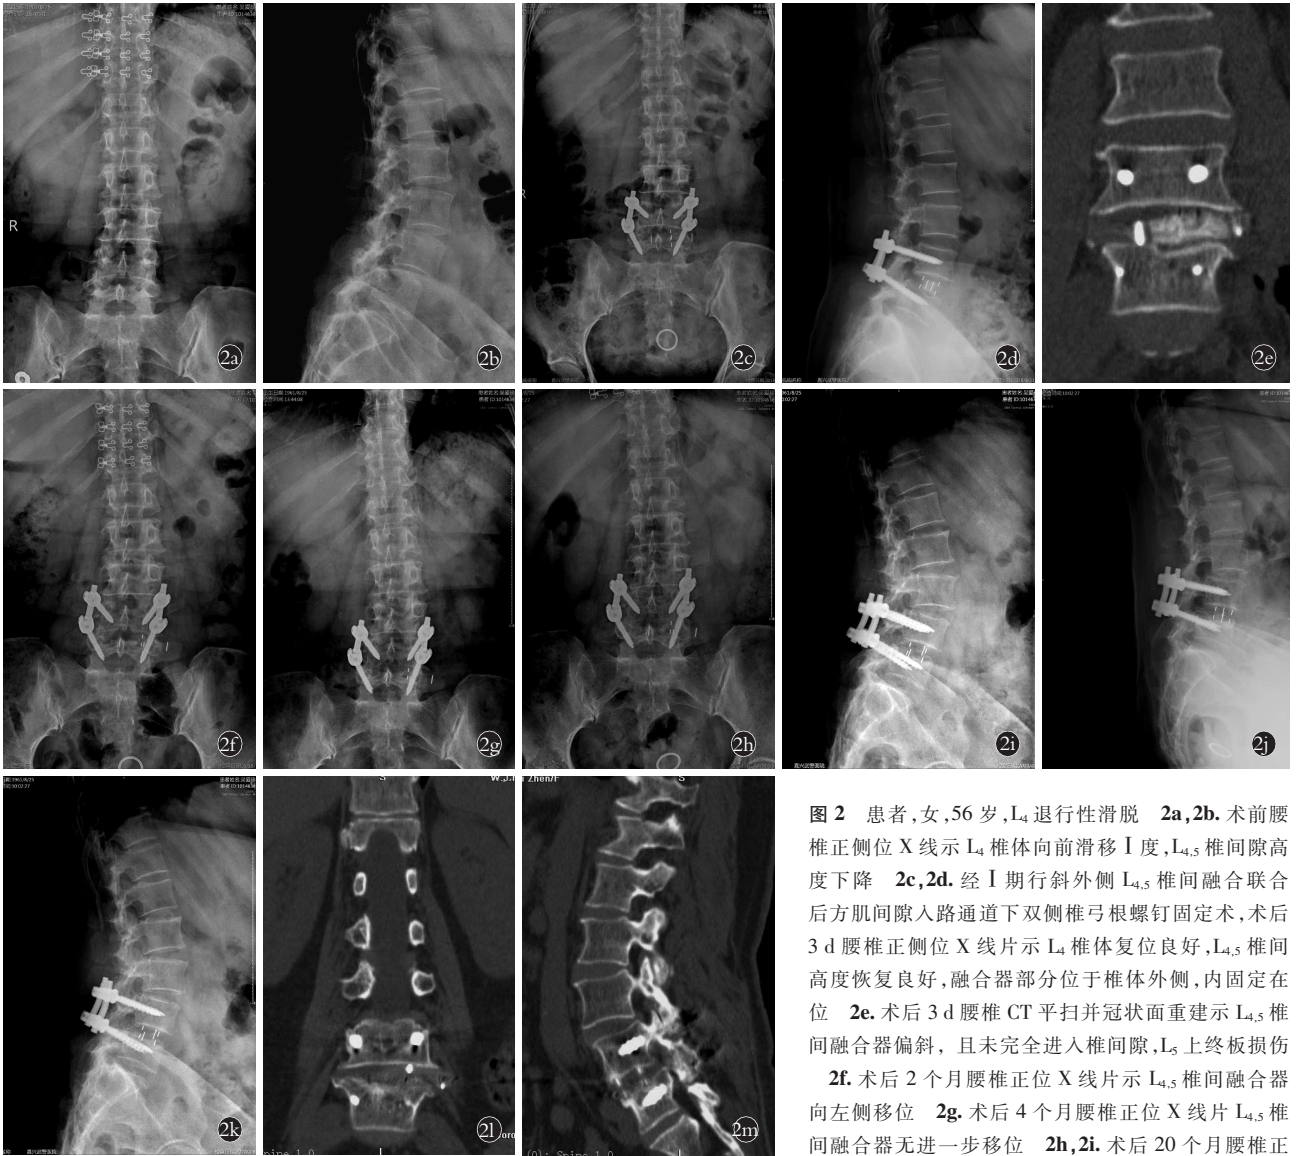 2a
2b
2c
2d
2e
R
2f
2g
2h
2i
2j
2k
2l
2m
图 2 患者,女,56 岁,L4 退行性滑脱 2a,2b. 术前腰
椎正侧位 X 线示 L4 椎体向前滑移 Ⅰ 度,L4,5 椎间隙高
度下降 2c,2d. 经 Ⅰ 期行斜外侧 L4,5 椎间融合联合
后方肌间隙入路通道下双侧椎弓根螺钉固定术,术后
3 d 腰椎正侧位 X 线片示 L4 椎体复位良好,L4,5 椎间
高度恢复良好,融合器部分位于椎体外侧,内固定在
位 2e. 术后 3 d 腰椎 CT 平扫并冠状面重建示 L4,5 椎
间融合器偏斜, 且未完全进入椎间隙,L5 上终板损伤
2f. 术后 2 个月腰椎正位 X 线片示 L4,5 椎间融合器
向左侧移位 2g. 术后 4 个月腰椎正位 X 线片 L4,5 椎
间融合器无进一步移位 2h,2i. 术后 20 个月腰椎正